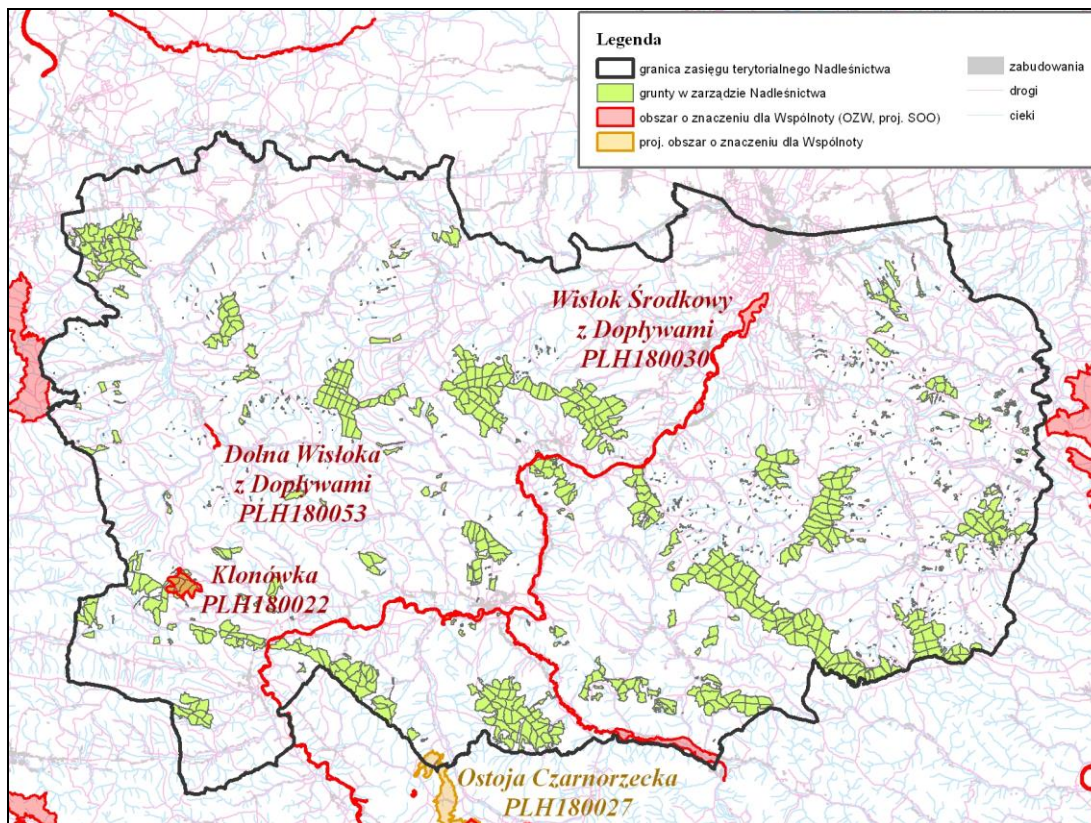 Legenda
granica zasięgu terytorialnego Nadleśnictwa
grunty w zarządzie Nadleśnictwa
obszar o znaczeniu dla Wspólnoty (OZW, proj. SOO)
proj. obszar o znaczeniu dla Wspólnoty
zabudowania
drogi
cieki
Wisłok Środkowy
z Dopływami
PLH180030
Dolna Wisłoka
z Dopływami
PLH180053
Klonówka
PLH180022
Ostoja Czarnorzecka
PLH180027